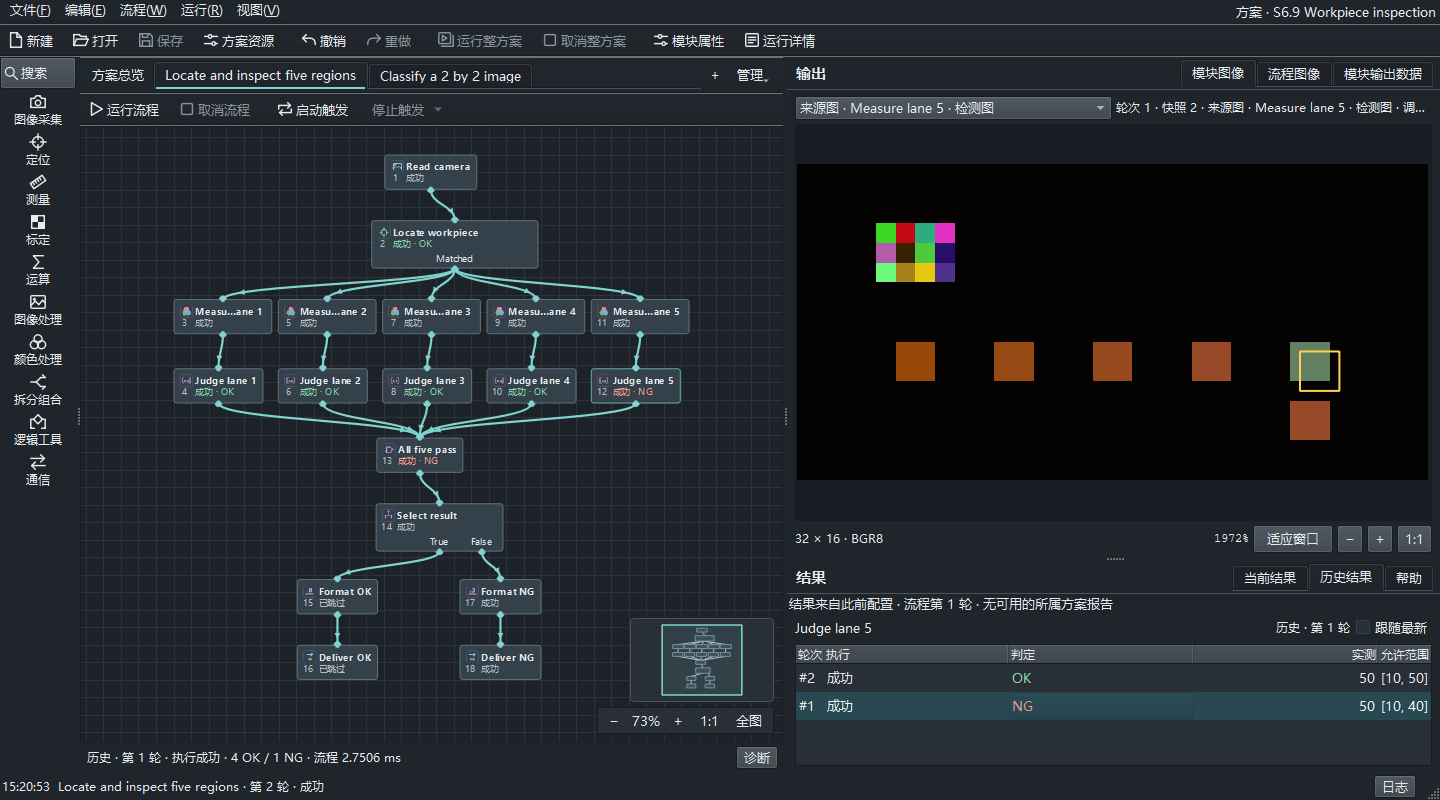 文件(F) 编辑(E) 流程(W) 运行(R) 视图(V)
方案 · S6.9 Workpiece inspection
新建 打开 保存 方案资源 撤销 重做 运行整方案 取消整方案 模块属性 运行详情
搜索
图像采集
定位
测量
标定
运算
图像处理
颜色处理
拆分组合
逻辑工具
通信
方案总览 Locate and inspect five regions Classify a 2 by 2 image + 管理
运行流程 取消流程 启动触发 停止触发
Read camera
1 成功
Locate workpiece
2 成功 · OK
Matched
Measu...ane 1
3 成功
Measu...ane 2
5 成功
Measu...ane 3
7 成功
Measu...ane 4
9 成功
Measu...ane 5
11 成功
Judge lane 1
4 成功 · OK
Judge lane 2
6 成功 · OK
Judge lane 3
8 成功 · OK
Judge lane 4
10 成功 · OK
Judge lane 5
12 成功 · NG
All five pass
13 成功 · NG
Select result
14 成功
True False
Format OK
15 已跳过
Format NG
17 成功
Deliver OK
16 已跳过
Deliver NG
18 成功
− 73% + 1:1 全图
历史 · 第 1 轮 · 执行成功 · 4 OK / 1 NG · 流程 2.7506 ms
诊断
输出
模块图像 流程图像 模块输出数据
来源图 · Measure lane 5 · 检测图
轮次 1 · 快照 2 · 来源图 · Measure lane 5 · 检测图 · 调...
32 × 16 · BGR8
1972% 适应窗口 − + 1:1
结果
当前结果 历史结果 帮助
结果来自此前配置 · 流程第 1 轮 · 无可用的所属方案报告
Judge lane 5
历史 · 第 1 轮 跟随最新
轮次 执行 判定 实测 允许范围
#2 成功 OK 50 [10, 50]
#1 成功 NG 50 [10, 40]
15:20:53 Locate and inspect five regions · 第 2 轮 · 成功
日志